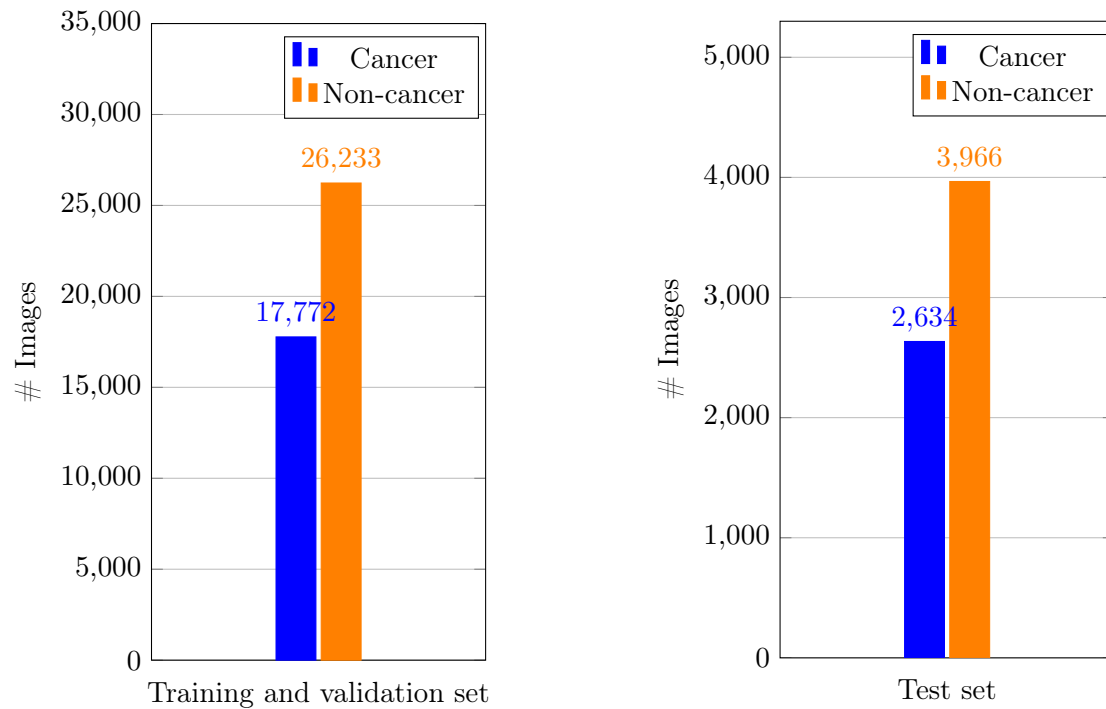 35,000
30,000
25,000
20,000
15,000
10,000
5,000
0
# Images
Cancer
Non-cancer
26,233
17,772
Training and validation set
5,000
4,000
3,000
2,000
1,000
0
# Images
Cancer
Non-cancer
3,966
2,634
Test set